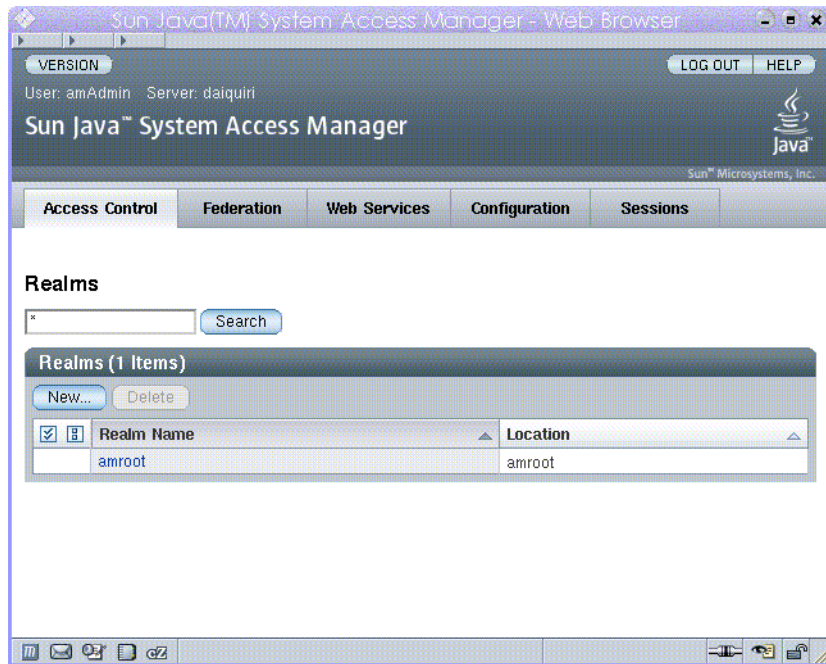 Sun Java(TM) System Access Manager - Web Browser
VERSION
LOG OUT
HELP
User: amAdmin Server: daiquiri
Sun Java™ System Access Manager
Java™
Sun™ Microsystems, Inc.
Access Control
Federation
Web Services
Configuration
Sessions
Realms
*
Search
Realms (1 Items)
New...
Delete
Realm Name
Location
amroot
amroot